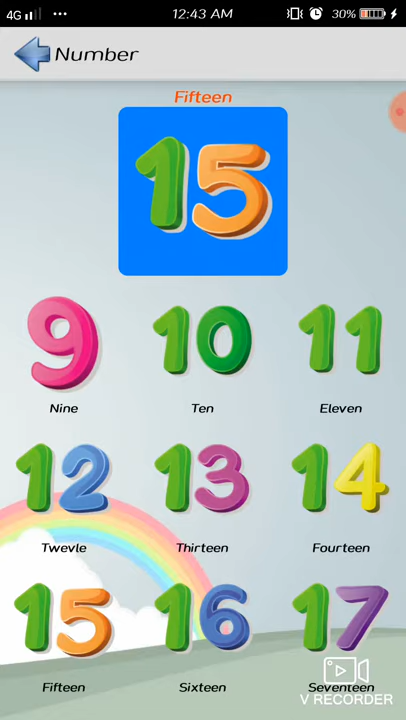 4G ... 12:43 AM 30%
Number
Fifteen
15
9 10 11
Nine Ten Eleven
12 13 14
Twevle Thirteen Fourteen
15 16 17
Fifteen Sixteen Seventeen
V RECORDER